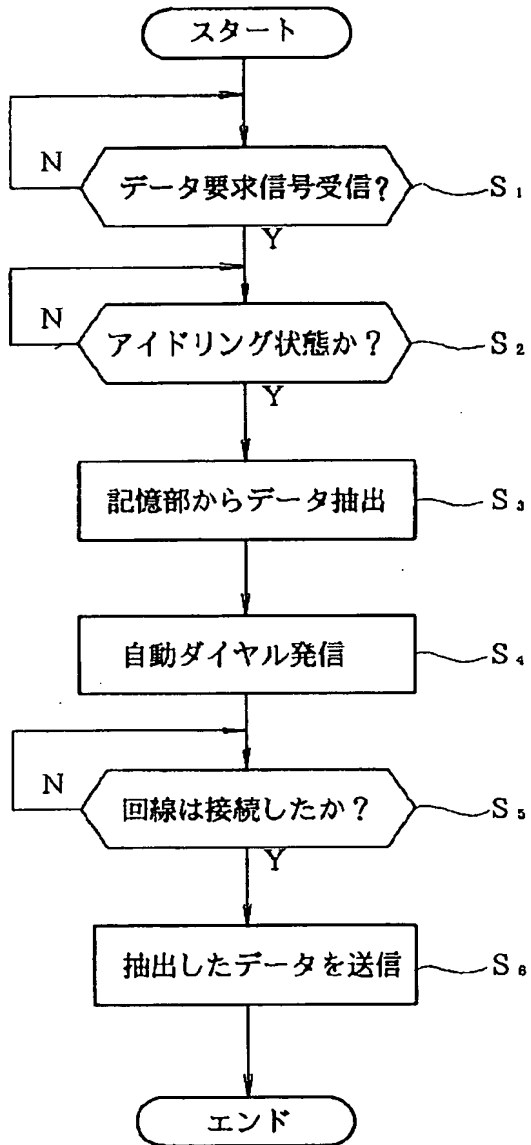 スタート
N
データ要求信号受信? S₁
Y
N
アイドリング状態か? S₂
Y
記憶部からデータ抽出 S₃
自動ダイヤル発信 S₄
N
回線は接続したか? S₅
Y
抽出したデータを送信 S₆
エンド